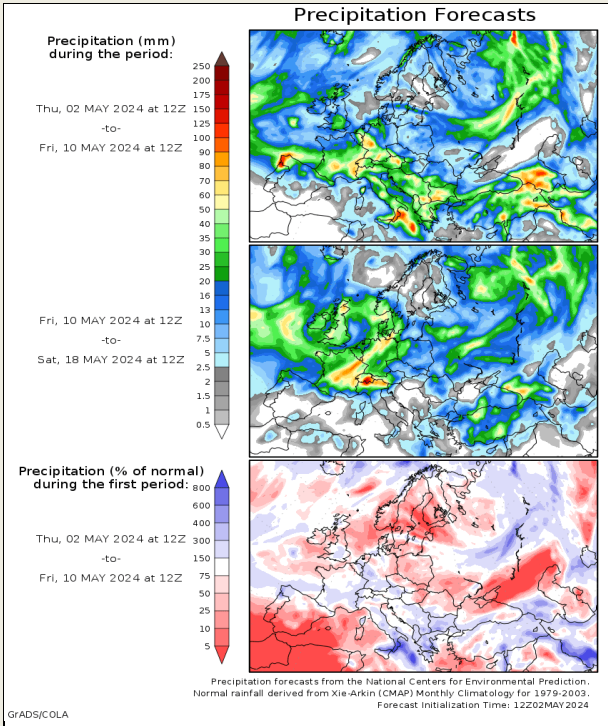 Precipitation Forecasts
Precipitation (mm)
during the period:
Thu, 02 MAY 2024 at 12Z
-to-
Fri, 10 MAY 2024 at 12Z
250
200
175
150
125
100
90
80
70
60
50
40
35
30
25
20
16
13
10
7.5
5
2.5
2
1.5
1
0.5
Fri, 10 MAY 2024 at 12Z
-to-
Sat, 18 MAY 2024 at 12Z
Precipitation (% of normal)
during the first period:
Thu, 02 MAY 2024 at 12Z
-to-
Fri, 10 MAY 2024 at 12Z
800
600
400
300
150
75
50
25
10
5
Precipitation forecasts from the National Centers for Environmental Prediction.
Normal rainfall derived from Xie-Arkin (CMAP) Monthly Climatology for 1979-2003.
Forecast Initialization Time: 12Z02MAY2024
GrADS/COLA